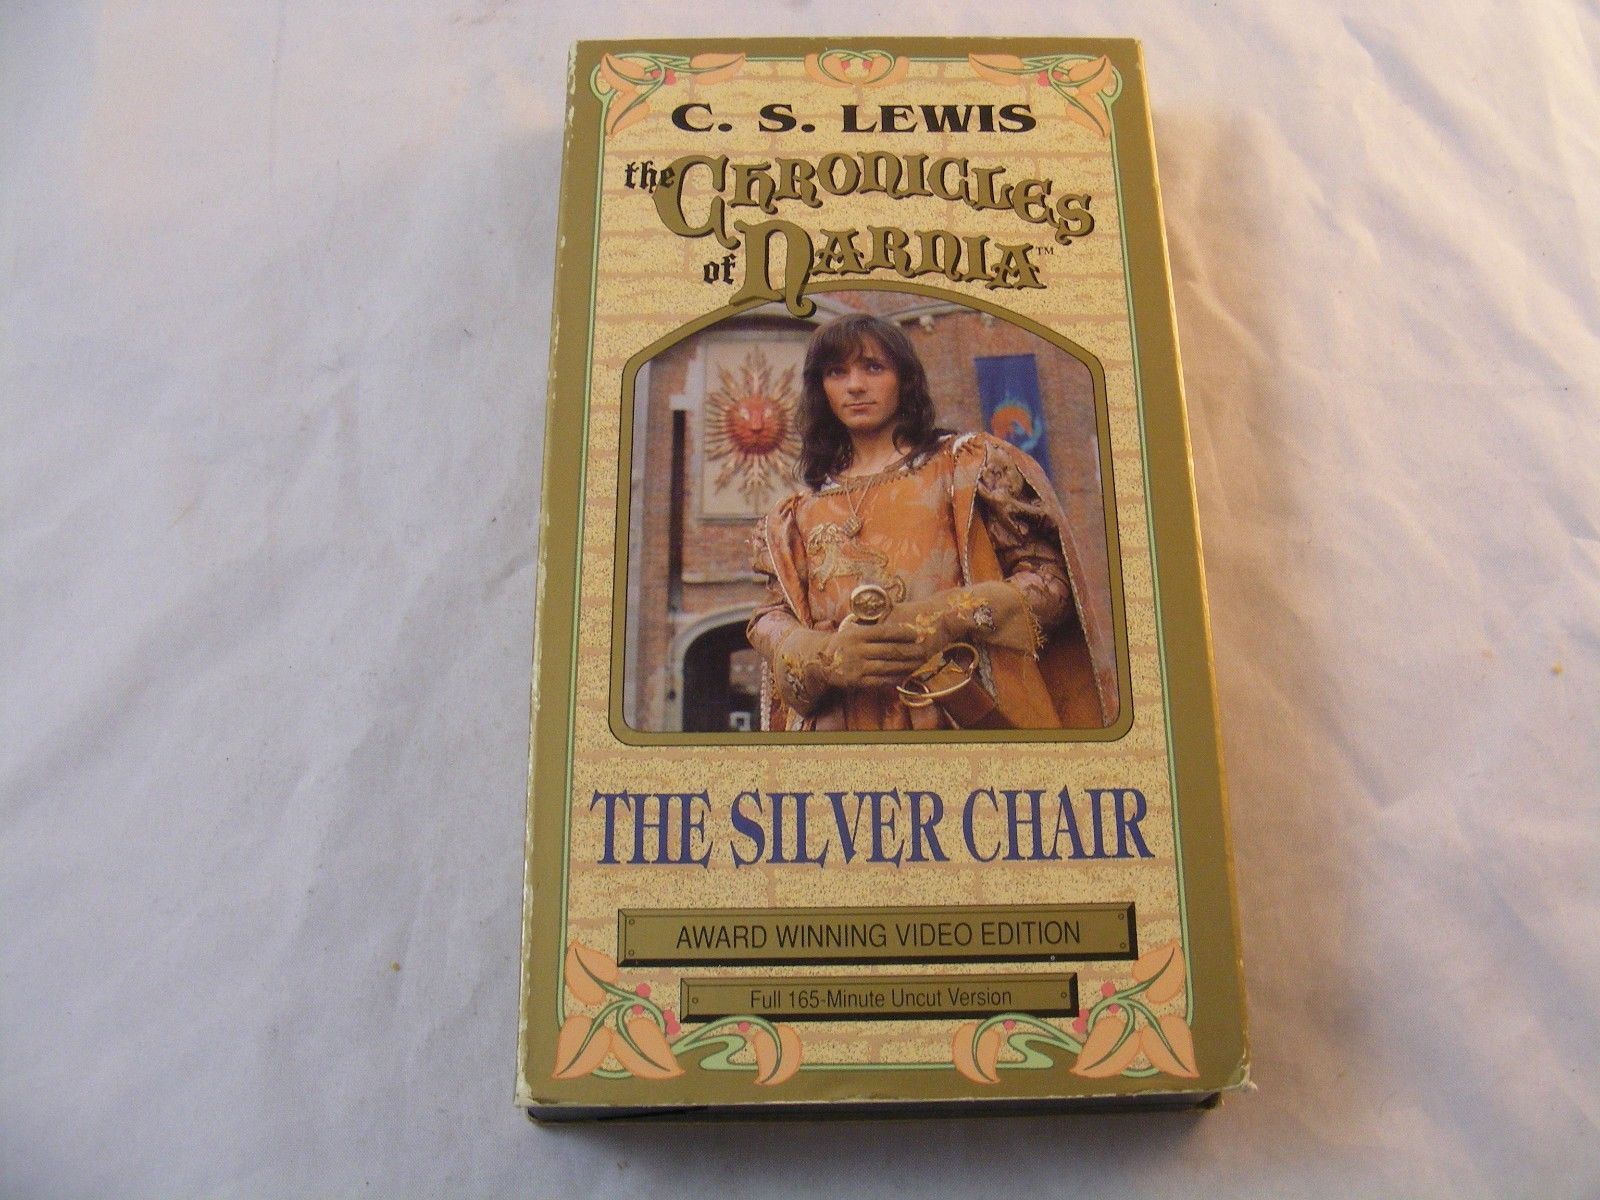 C. S. LEWIS
the CHRONICLES
of NARNIA™
THE SILVER CHAIR
AWARD WINNING VIDEO EDITION
Full 165-Minute Uncut Version